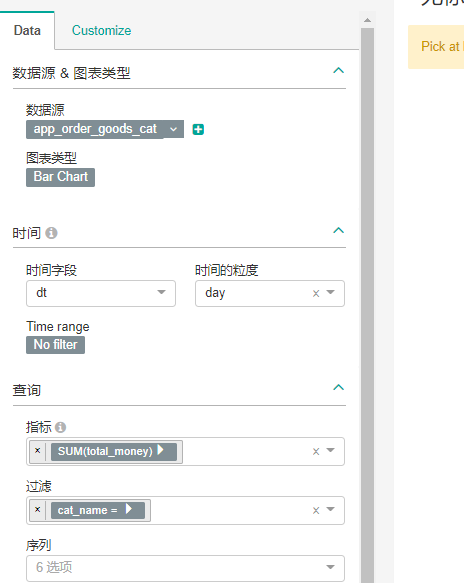 Data Customize
Pick at
数据源 & 图表类型
数据源
app_order_goods_cat
图表类型
Bar Chart
时间
时间字段 时间的粒度
dt day
Time range
No filter
查询
指标
× SUM(total_money) ×
过滤
× cat_name = ×
序列
6 选项